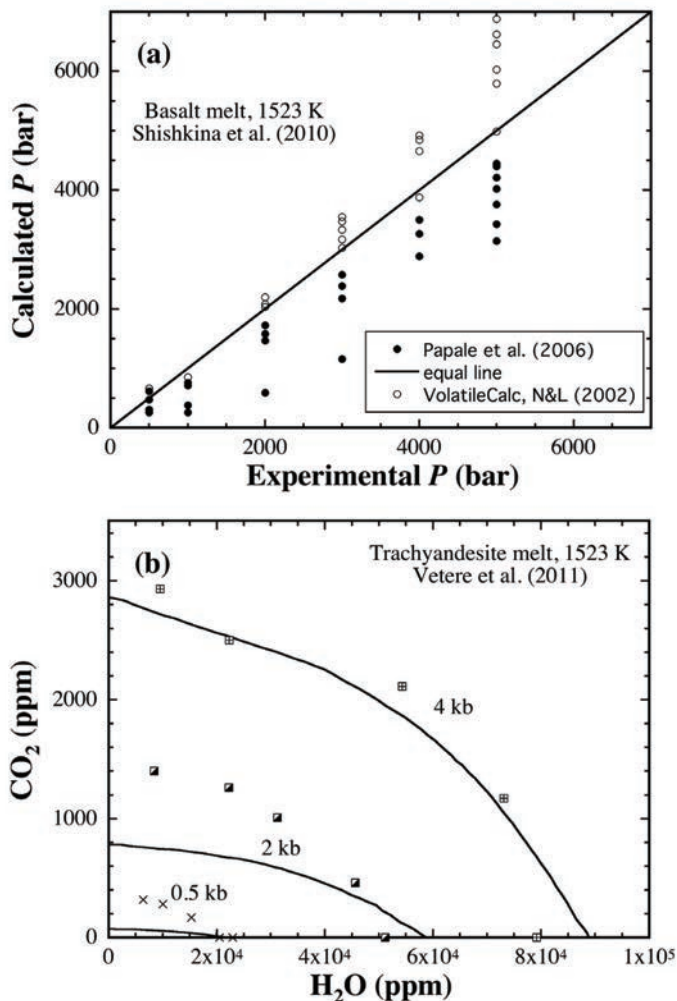 6000
4000
2000
0
Calculated P (bar)
(a)
Basalt melt, 1523 K
Shishkina et al. (2010)
Papale et al. (2006)
equal line
VolatileCalc, N&L (2002)
0
2000
4000
6000
Experimental P (bar)
3000
2000
1000
0
CO₂ (ppm)
(b)
Trachyandesite melt, 1523 K
Vetere et al. (2011)
4 kb
2 kb
0.5 kb
0
2x10⁴
4x10⁴
6x10⁴
8x10⁴
1x10⁵
H₂O (ppm)